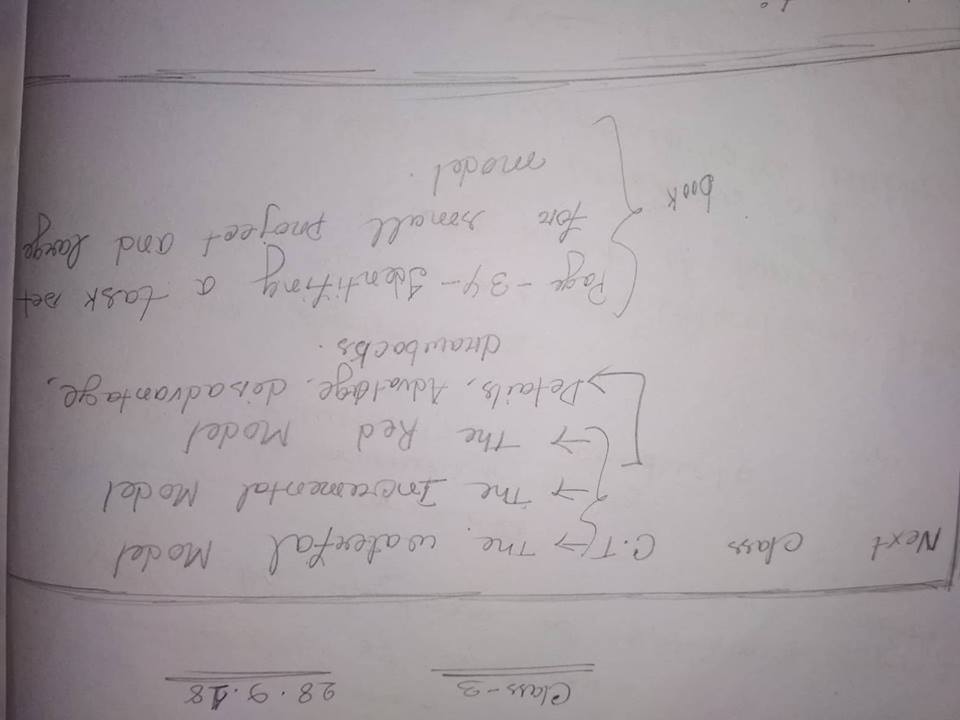 Class-3 28.9.18
Next class C.T → The waterfal Model
→ The Incremental Model
→ The Red Model
→ Details, Advatage, disadvantage,
drawbacks.
Page -34- Identifing a task set
for small project and large
book
model.